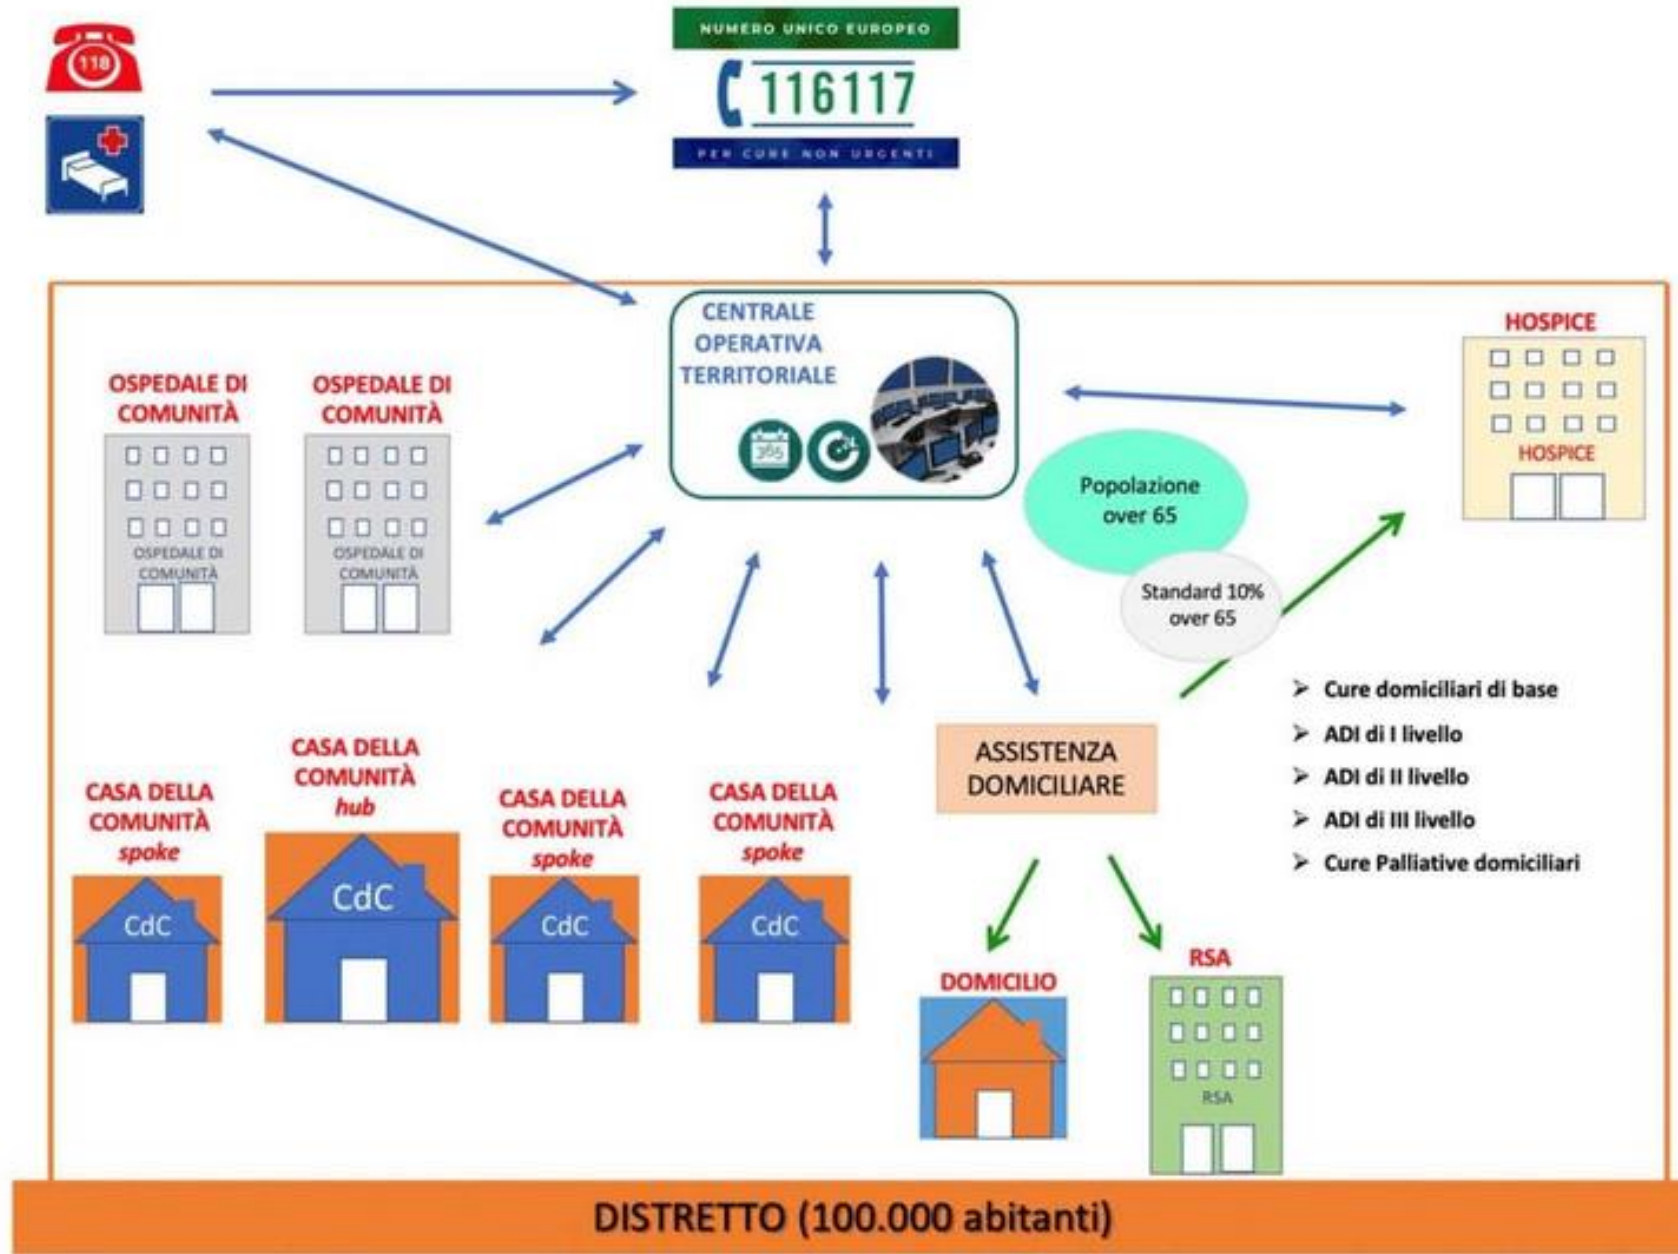 118
NUMERO UNICO EUROPEO
116117
PER CURE NON URGENTI
CENTRALE
OPERATIVA
TERRITORIALE
365
24
HOSPICE
HOSPICE
OSPEDALE DI
COMUNITÀ
OSPEDALE DI
COMUNITÀ
OSPEDALE DI
COMUNITÀ
OSPEDALE DI
COMUNITÀ
Popolazione
over 65
Standard 10%
over 65
➢ Cure domiciliari di base
➢ ADI di I livello
➢ ADI di II livello
➢ ADI di III livello
➢ Cure Palliative domiciliari
CASA DELLA
COMUNITÀ
spoke
CdC
CASA DELLA
COMUNITÀ
hub
CdC
CASA DELLA
COMUNITÀ
spoke
CdC
CASA DELLA
COMUNITÀ
spoke
CdC
ASSISTENZA
DOMICILIARE
DOMICILIO
RSA
RSA
DISTRETTO (100.000 abitanti)